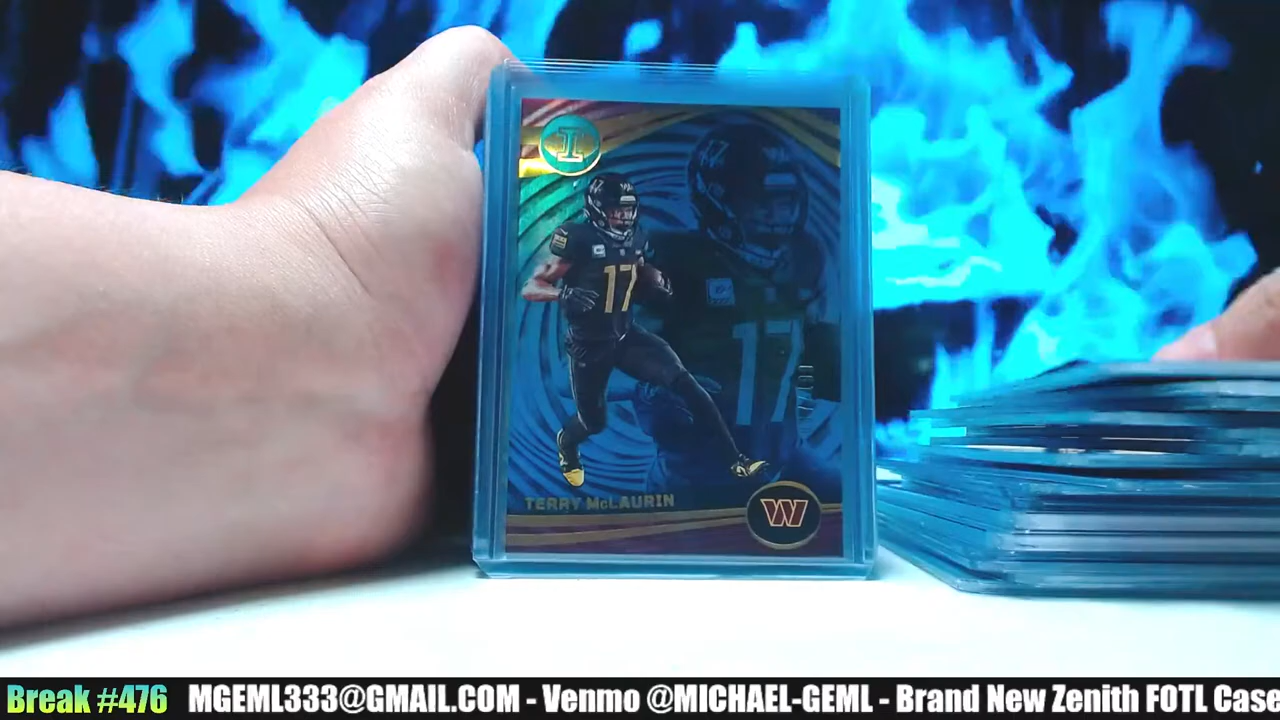 I
17
17
TERRY McLAURIN
W
Break #476 MGEML333@GMAIL.COM - Venmo @MICHAEL-GEML - Brand New Zenith FOTL Case